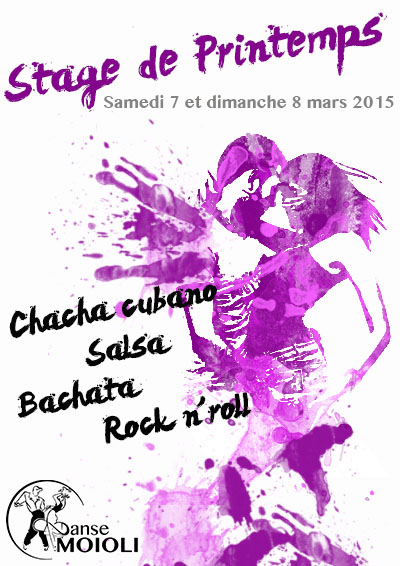 Stage de Printemps
Samedi 7 et dimanche 8 mars 2015
Chacha cubano
Salsa
Bachata
Rock n'roll
Danse
MOIOLI